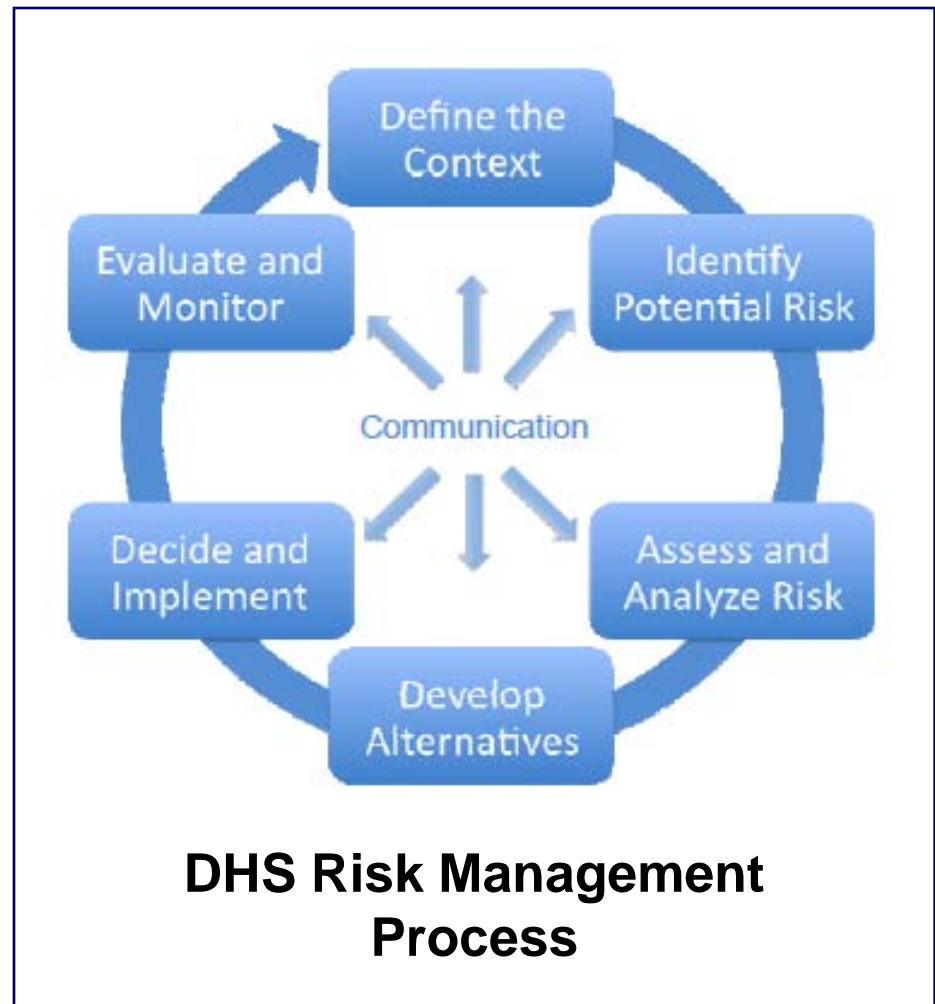 Define the
Context
Identify
Potential Risk
Assess and
Analyze Risk
Develop
Alternatives
Decide and
Implement
Evaluate and
Monitor
Communication
DHS Risk Management
Process